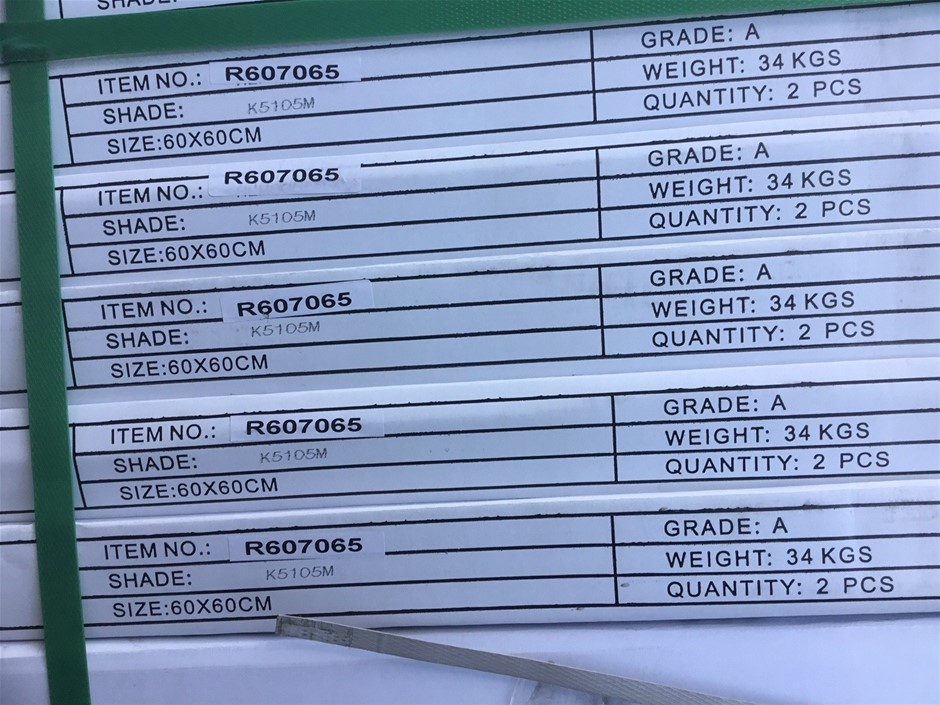 SHADE:
ITEM NO.: R607065
SHADE: K5105M
SIZE:60X60CM
GRADE: A
WEIGHT: 34 KGS
QUANTITY: 2 PCS
ITEM NO.: R607065
SHADE: K5105M
SIZE:60X60CM
GRADE: A
WEIGHT: 34 KGS
QUANTITY: 2 PCS
ITEM NO.: R607065
SHADE: K5105M
SIZE:60X60CM
GRADE: A
WEIGHT: 34 KGS
QUANTITY: 2 PCS
ITEM NO.: R607065
SHADE: K5105M
SIZE:60X60CM
GRADE: A
WEIGHT: 34 KGS
QUANTITY: 2 PCS
ITEM NO.: R607065
SHADE: K5105M
SIZE:60X60CM
GRADE: A
WEIGHT: 34 KGS
QUANTITY: 2 PCS